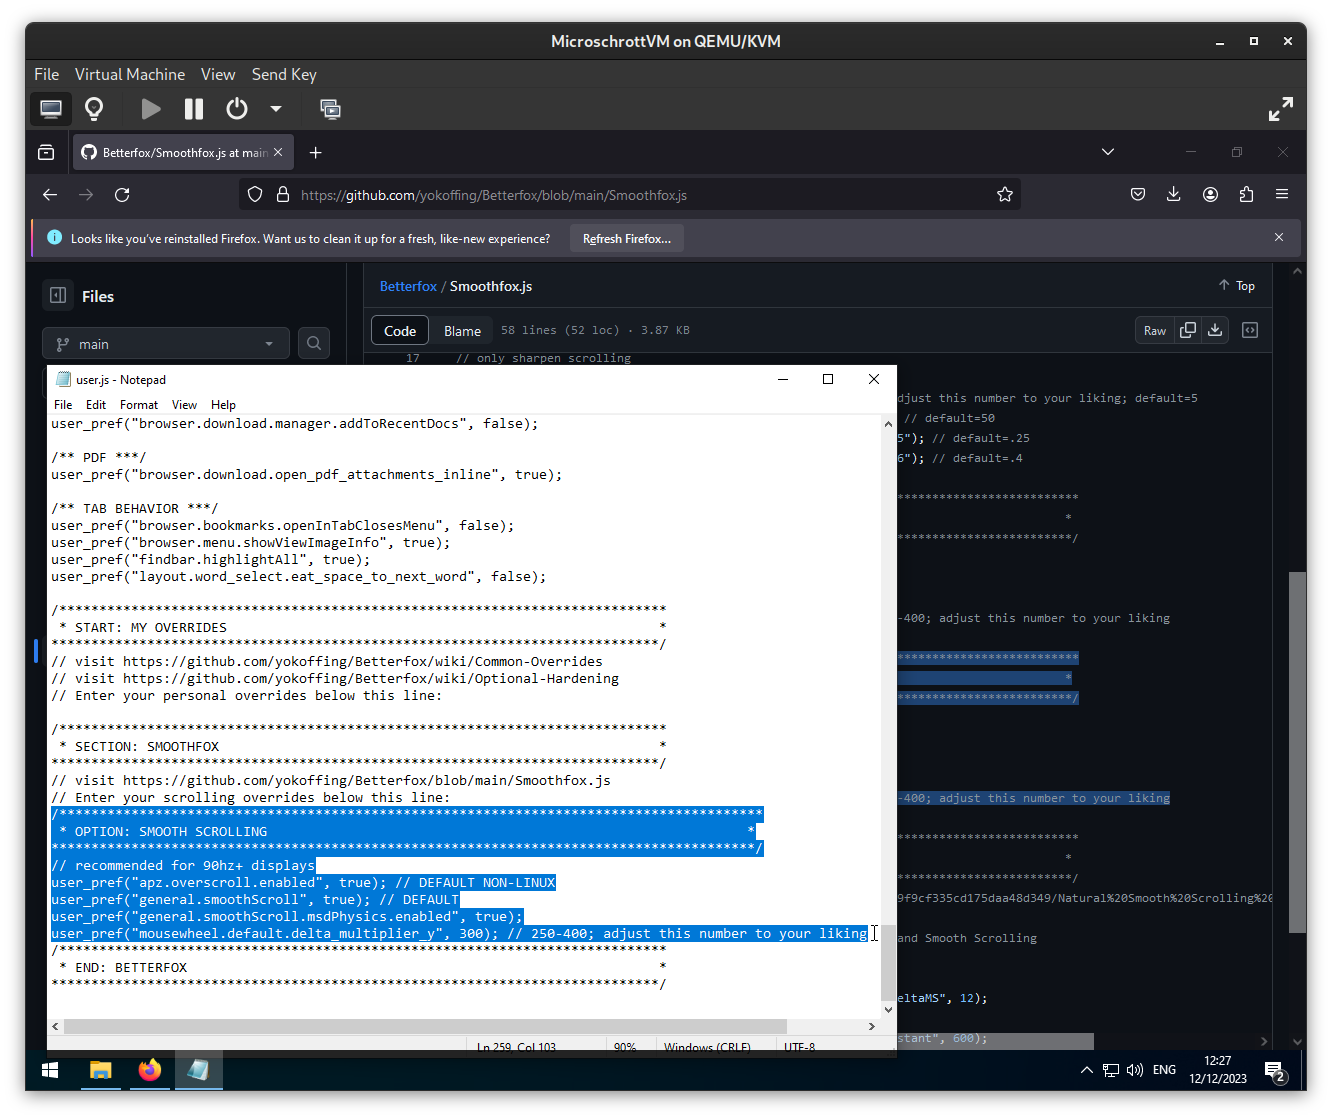 MicroschrottVM on QEMU/KVM
File Virtual Machine View Send Key
Betterfox/Smoothfox.js at main
https://github.com/yokoffing/Betterfox/blob/main/Smoothfox.js
Looks like you've reinstalled Firefox. Want us to clean it up for a fresh, like-new experience? Refresh Firefox...
Files
main
Betterfox / Smoothfox.js
Top
Code Blame 58 lines (52 loc) · 3.87 KB Raw
17 // only sharpen scrolling
djust this number to your liking; default=5
// default=50
5"); // default=.25
6"); // default=.4
***************************
*
**************************/
-400; adjust this number to your liking
***************************
*
**************************/
-400; adjust this number to your liking
***************************
*
**************************/
9f9cf335cd175daa48d349/Natural%20Smooth%20Scrolling%20
and Smooth Scrolling
eltaMS", 12);
stant", 600);
user.js - Notepad
File Edit Format View Help
user_pref("browser.download.manager.addToRecentDocs", false);
/** PDF ***/
user_pref("browser.download.open_pdf_attachments_inline", true);
/** TAB BEHAVIOR ***/
user_pref("browser.bookmarks.openInTabClosesMenu", false);
user_pref("browser.menu.showViewImageInfo", true);
user_pref("findbar.highlightAll", true);
user_pref("layout.word_select.eat_space_to_next_word", false);
/****************************************************************************
* START: MY OVERRIDES *
****************************************************************************/
// visit https://github.com/yokoffing/Betterfox/wiki/Common-Overrides
// visit https://github.com/yokoffing/Betterfox/wiki/Optional-Hardening
// Enter your personal overrides below this line:
/****************************************************************************
* SECTION: SMOOTHFOX *
****************************************************************************/
// visit https://github.com/yokoffing/Betterfox/blob/main/Smoothfox.js
// Enter your scrolling overrides below this line:
/****************************************************************************************
* OPTION: SMOOTH SCROLLING *
****************************************************************************************/
// recommended for 90hz+ displays
user_pref("apz.overscroll.enabled", true); // DEFAULT NON-LINUX
user_pref("general.smoothScroll", true); // DEFAULT
user_pref("general.smoothScroll.msdPhysics.enabled", true);
user_pref("mousewheel.default.delta_multiplier_y", 300); // 250-400; adjust this number to your liking
/****************************************************************************
* END: BETTERFOX *
****************************************************************************/
Ln 259, Col 103 90% Windows (CRLF) UTF-8
ENG
12:27
12/12/2023
2